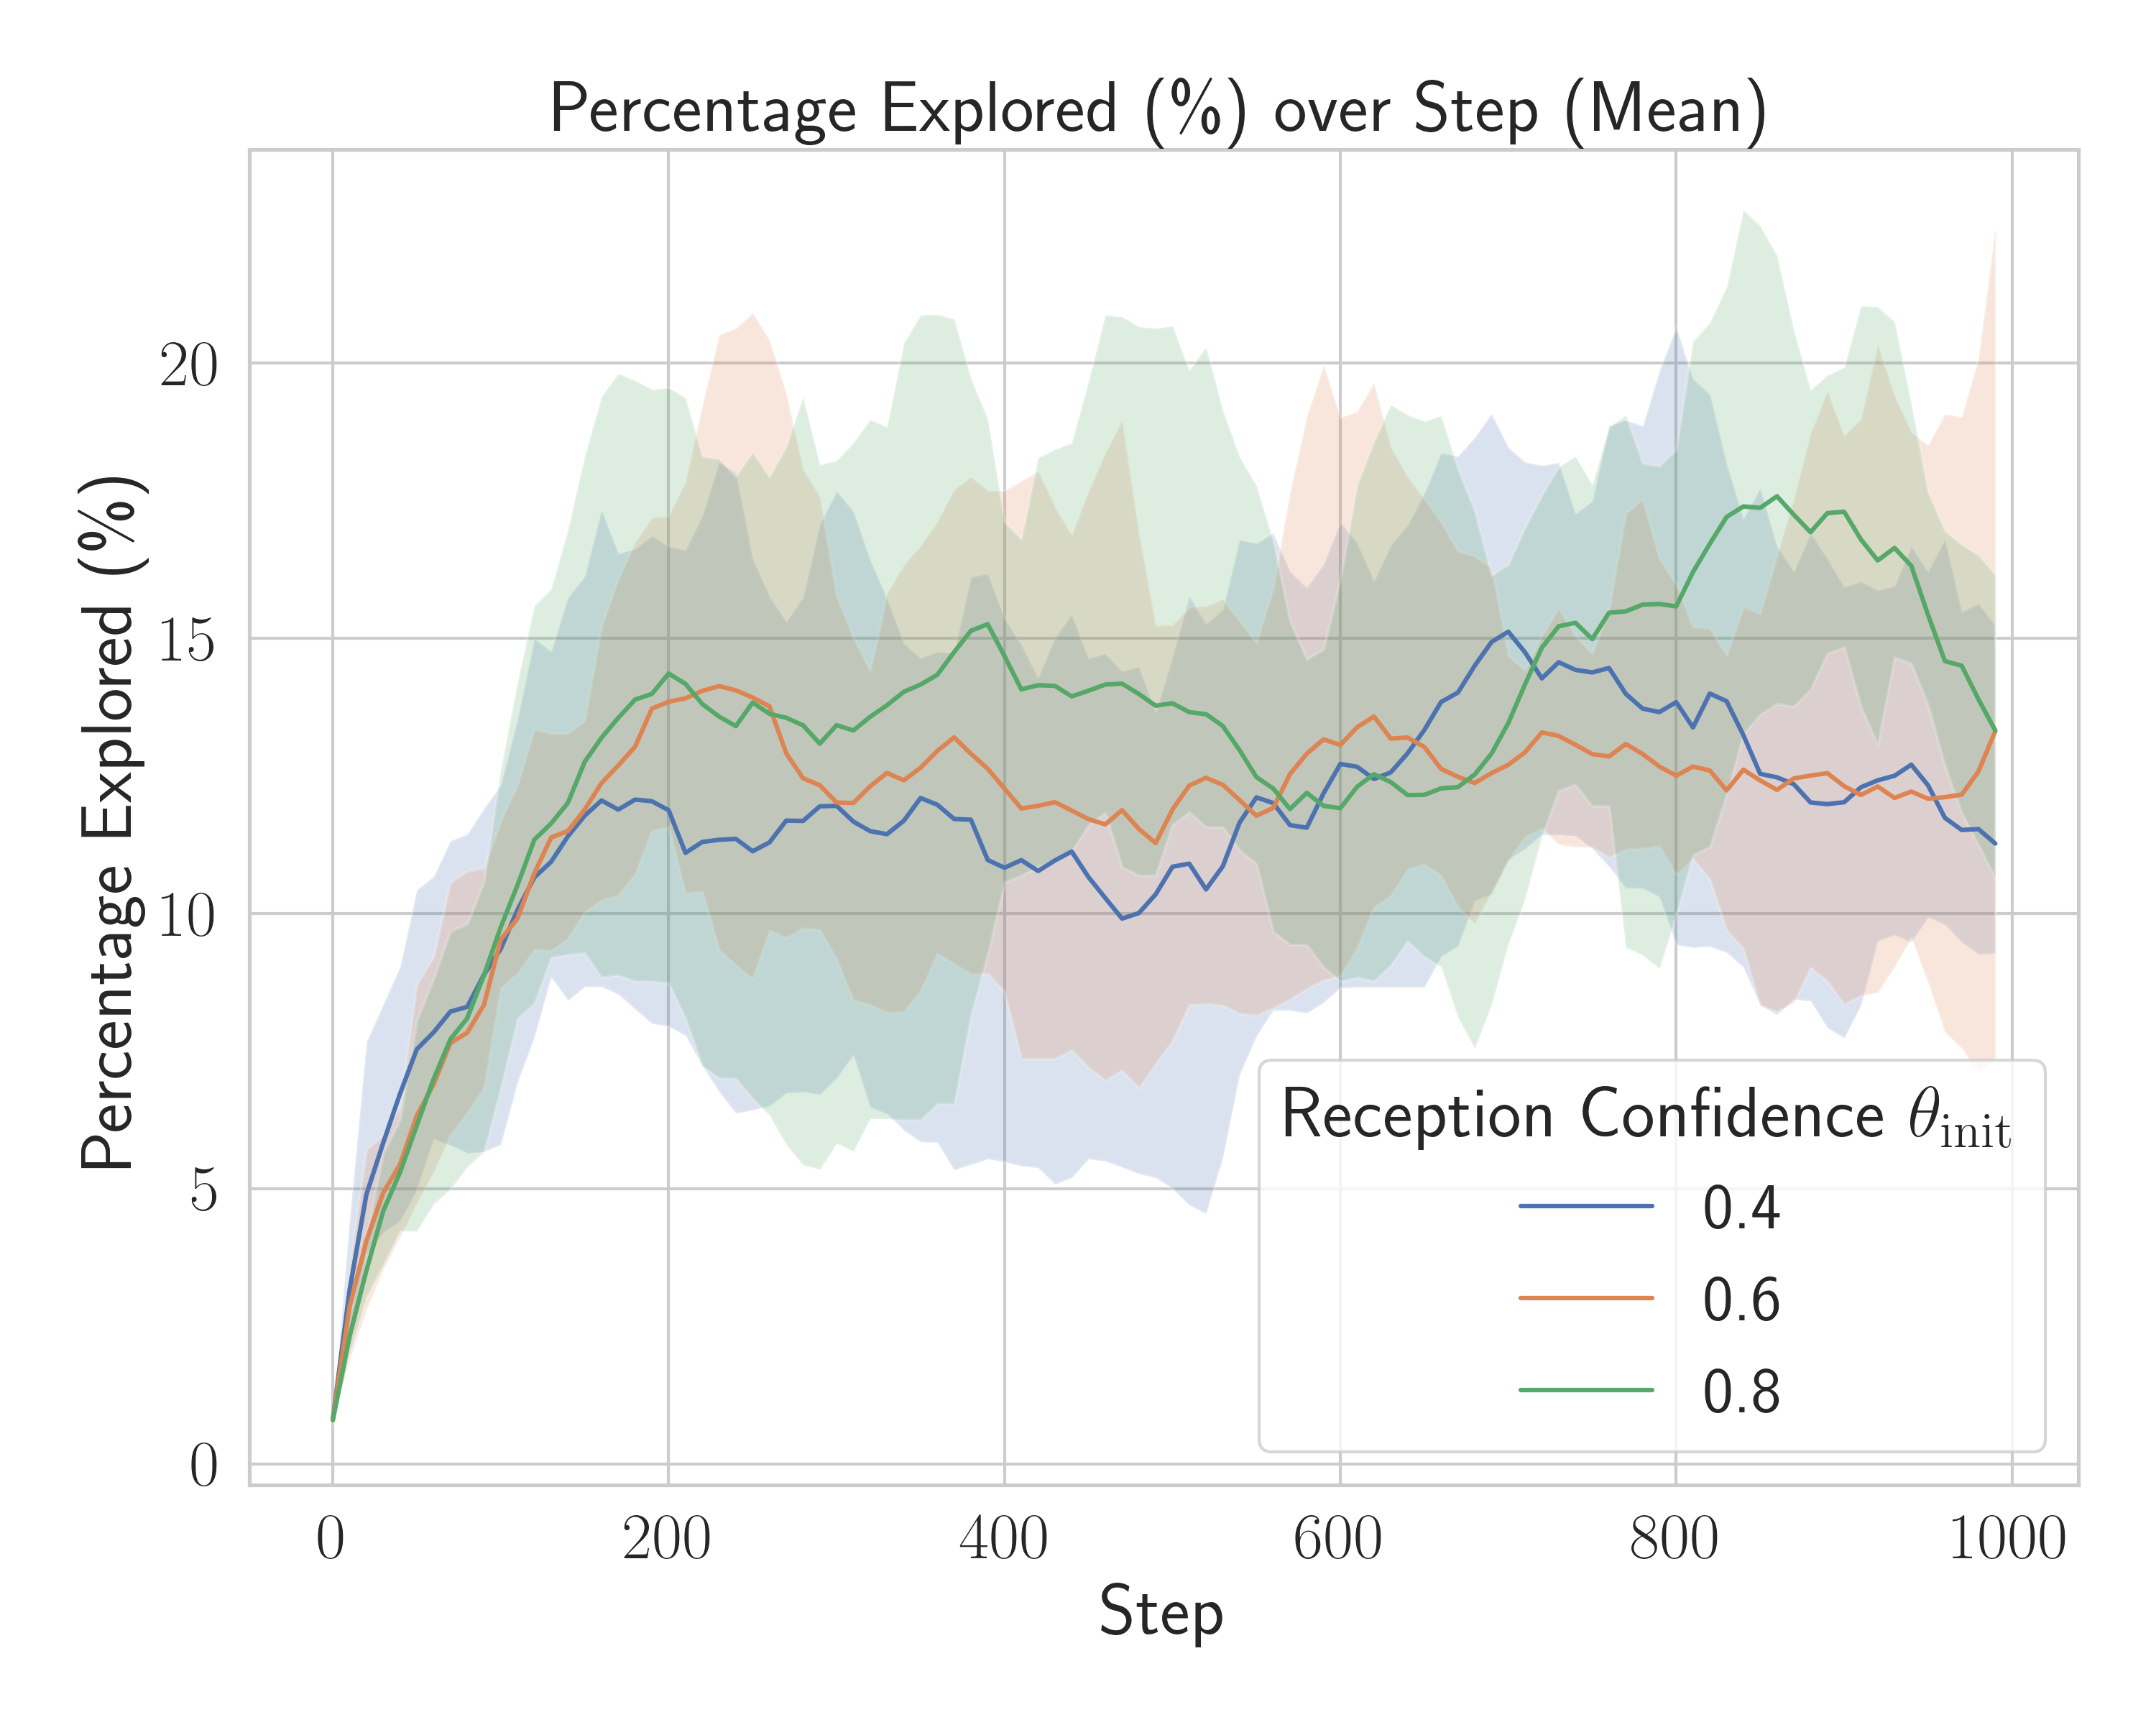 Percentage Explored (%) over Step (Mean)
Percentage Explored (%)
20
15
10
5
0
0 200 400 600 800 1000
Step
Reception Confidence θinit
0.4
0.6
0.8